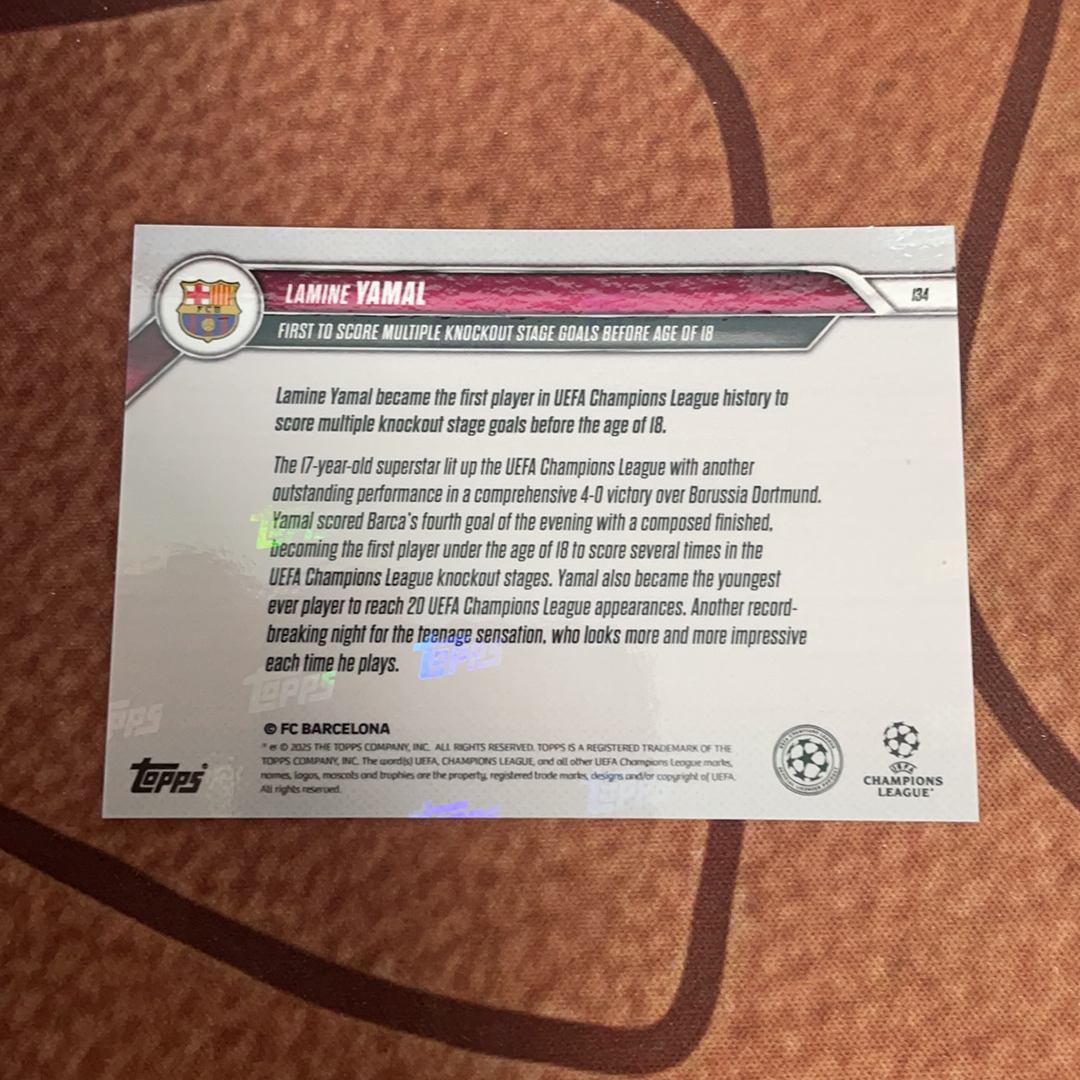 LAMINE YAMAL
134
FCB
FIRST TO SCORE MULTIPLE KNOCKOUT STAGE GOALS BEFORE AGE OF 18
Lamine Yamal became the first player in UEFA Champions League history to
score multiple knockout stage goals before the age of 18.
The 17-year-old superstar lit up the UEFA Champions League with another
outstanding performance in a comprehensive 4-0 victory over Borussia Dortmund.
Yamal scored Barca's fourth goal of the evening with a composed finished,
becoming the first player under the age of 18 to score several times in the
UEFA Champions League knockout stages. Yamal also became the youngest
ever player to reach 20 UEFA Champions League appearances. Another record-
breaking night for the teenage sensation, who looks more and more impressive
each time he plays.
TOPPS
TOPPS
TOPPS
© FC BARCELONA
® © 2025 THE TOPPS COMPANY, INC. ALL RIGHTS RESERVED. TOPPS IS A REGISTERED TRADEMARK OF THE
TOPPS COMPANY, INC. The word(s) UEFA, CHAMPIONS LEAGUE, and all other UEFA Champions League marks,
names, logos, mascots and trophies are the property, registered trade marks, designs and/or copyright of UEFA.
All rights reserved.
TOPPS
UEFA
CHAMPIONS
LEAGUE